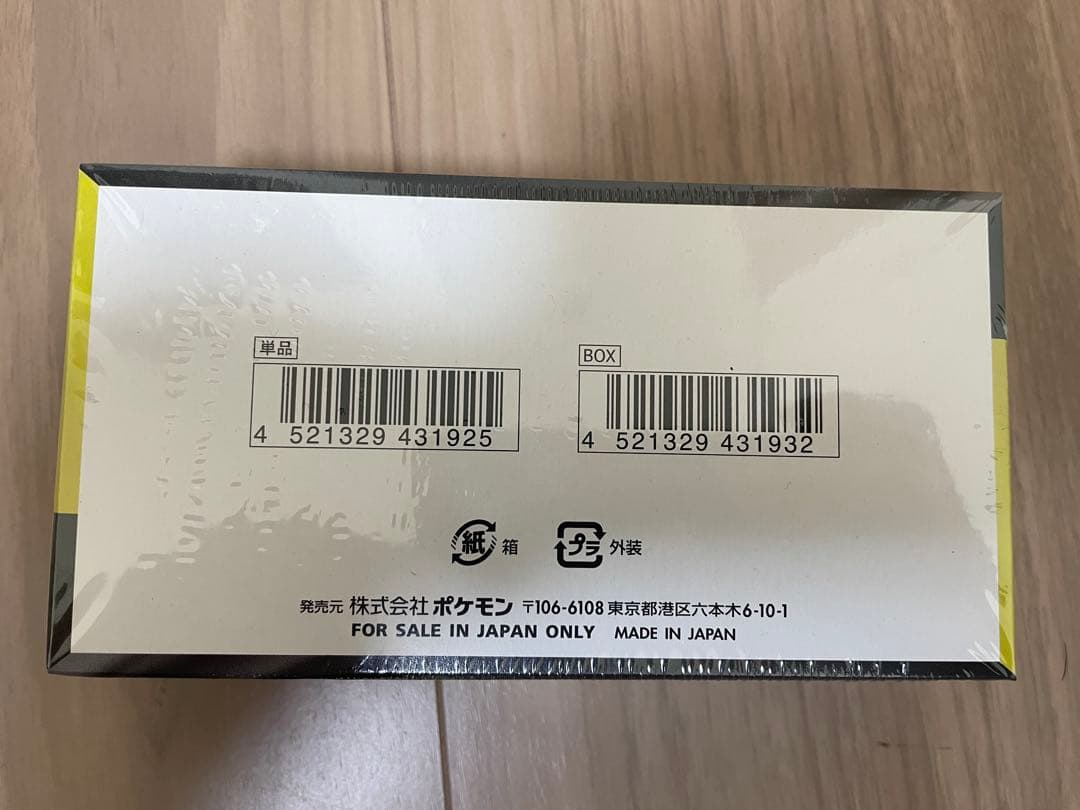 単品
4 521329 431925
BOX
4 521329 431932
紙 箱
プラ 外装
発売元 株式会社 ポケモン 〒106-6108 東京都港区六本木6-10-1
FOR SALE IN JAPAN ONLY MADE IN JAPAN